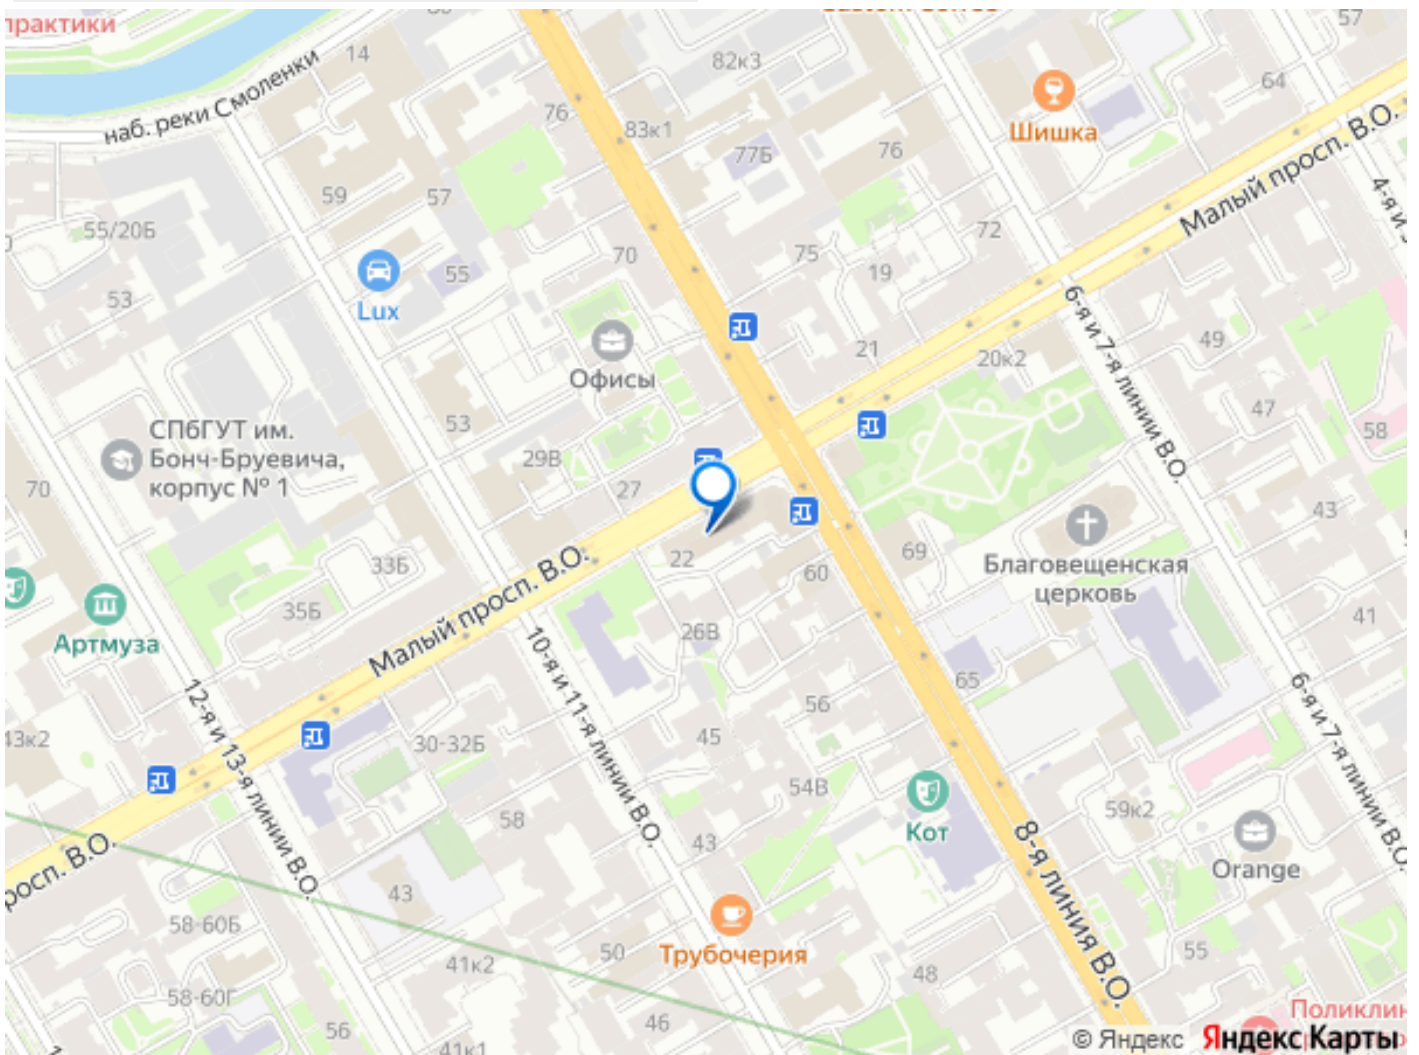 практики
14
наб. реки Смоленки
82к3
57
64
76
83к1
Шишка
77Б
76
Малый просп. В.О.
59
57
4-я и
55/20Б
70
75
72
19
55
Lux
53
6-я и 7-я линии В.О.
21
20к2
49
Офисы
53
47
58
СПбГУТ им.
Бонч-Бруевича,
корпус № 1
29В
27
70
43
33Б
22
60
69
Благовещенская
церковь
35Б
Малый просп. В.О.
Артмуза
26В
41
10-я и 11-я линии В.О.
65
12-я и 13-я линии В.О.
56
6-я и 7-я линии В.О.
43к2
30-32Б
45
54В
59к2
58
Кот
8-я линия В.О.
Orange
43
просп. В.О.
43
58-60Б
Трубочерия
50
41к2
48
55
58-60Г
56
46
41к1
Поликлин
© Яндекс Яндекс Карты